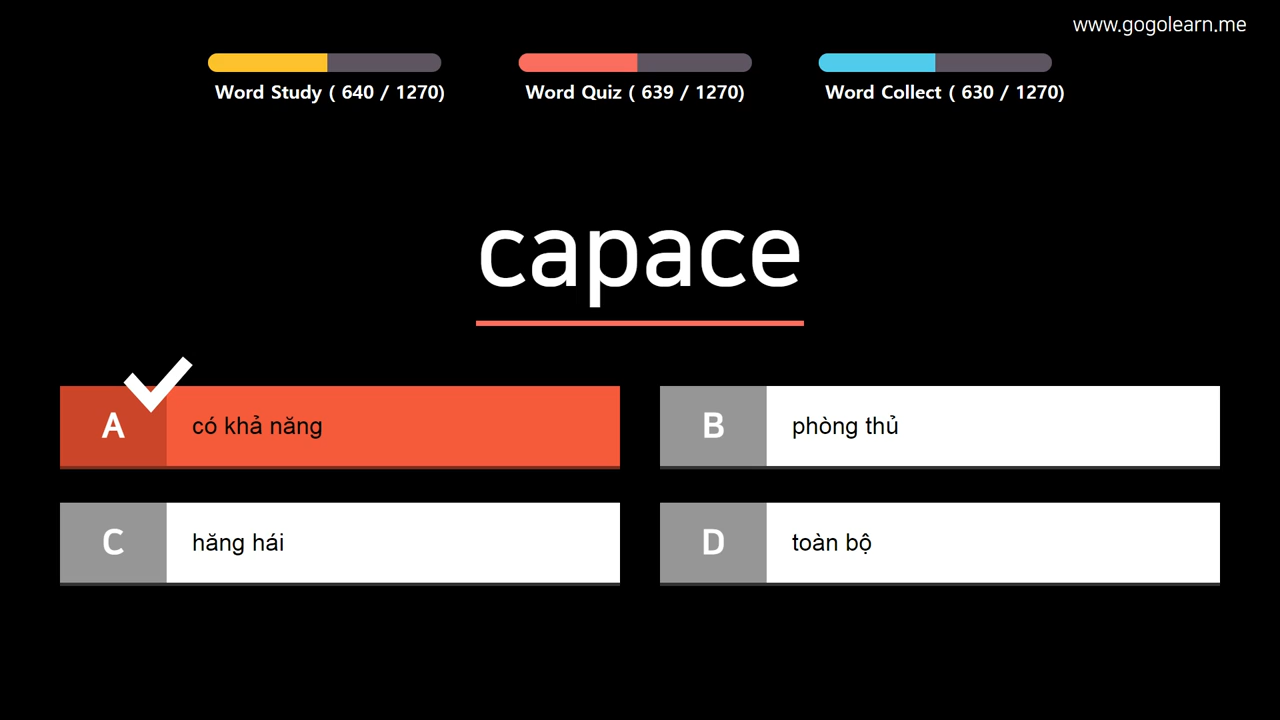 www.gogolearn.me
Word Study ( 640 / 1270)
Word Quiz ( 639 / 1270)
Word Collect ( 630 / 1270)
capace
A có khả năng
B phòng thủ
C hăng hái
D toàn bộ